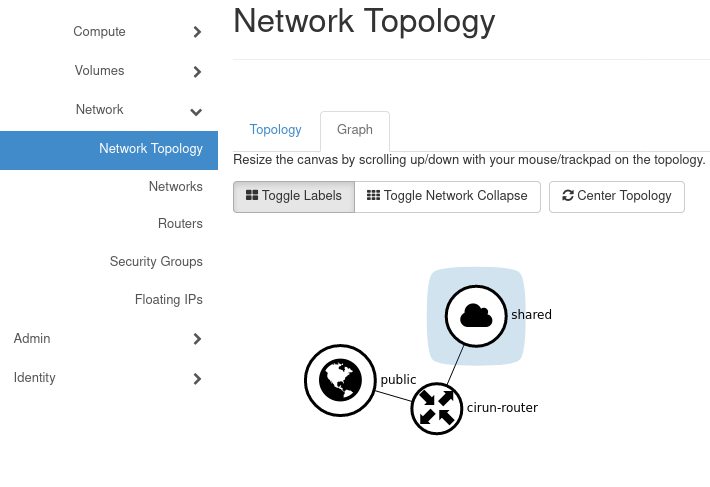 Network Topology
Compute
Volumes
Network
Network Topology
Networks
Routers
Security Groups
Floating IPs
Admin
Identity
Topology
Graph
Resize the canvas by scrolling up/down with your mouse/trackpad on the topology.
Toggle Labels
Toggle Network Collapse
Center Topology
shared
public
cirun-router